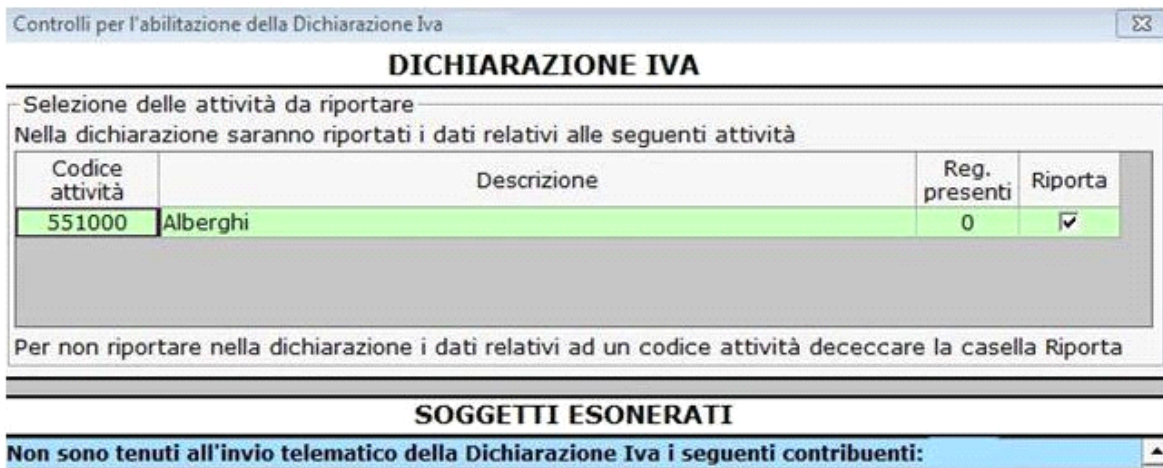 Controlli per l'abilitazione della Dichiarazione Iva
DICHIARAZIONE IVA
Selezione delle attività da riportare
Nella dichiarazione saranno riportati i dati relativi alle seguenti attività
Codice attività Descrizione Reg. presenti Riporta
551000 Alberghi 0
Per non riportare nella dichiarazione i dati relativi ad un codice attività dececcare la casella Riporta
SOGGETTI ESONERATI
Non sono tenuti all'invio telematico della Dichiarazione Iva i seguenti contribuenti: